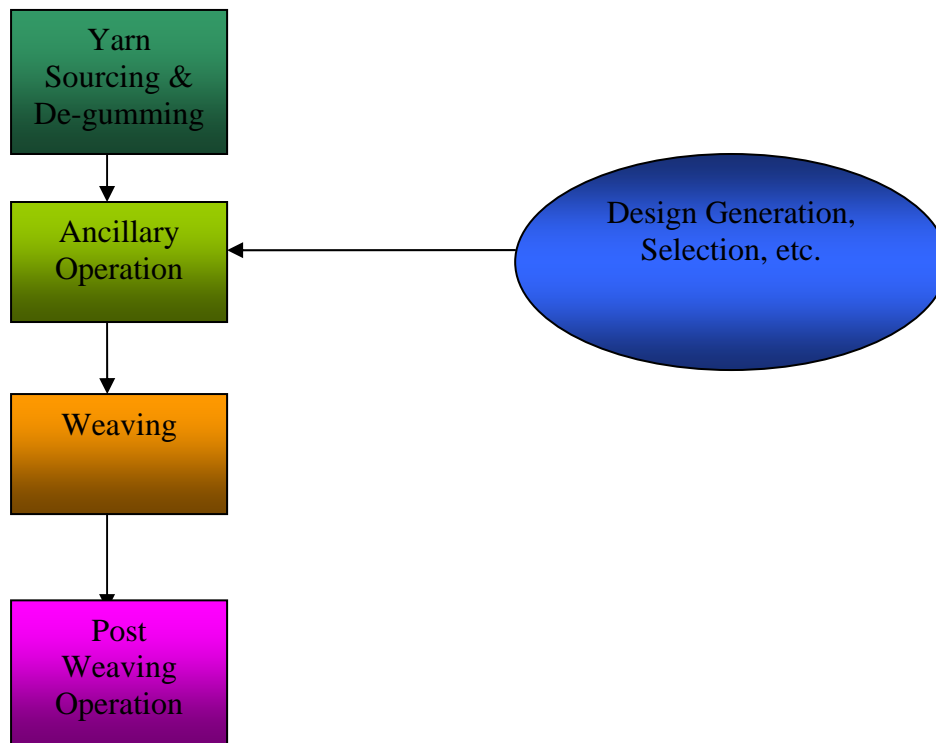 Yarn
Sourcing &
De-gumming
Ancillary
Operation
Design Generation,
Selection, etc.
Weaving
Post
Weaving
Operation